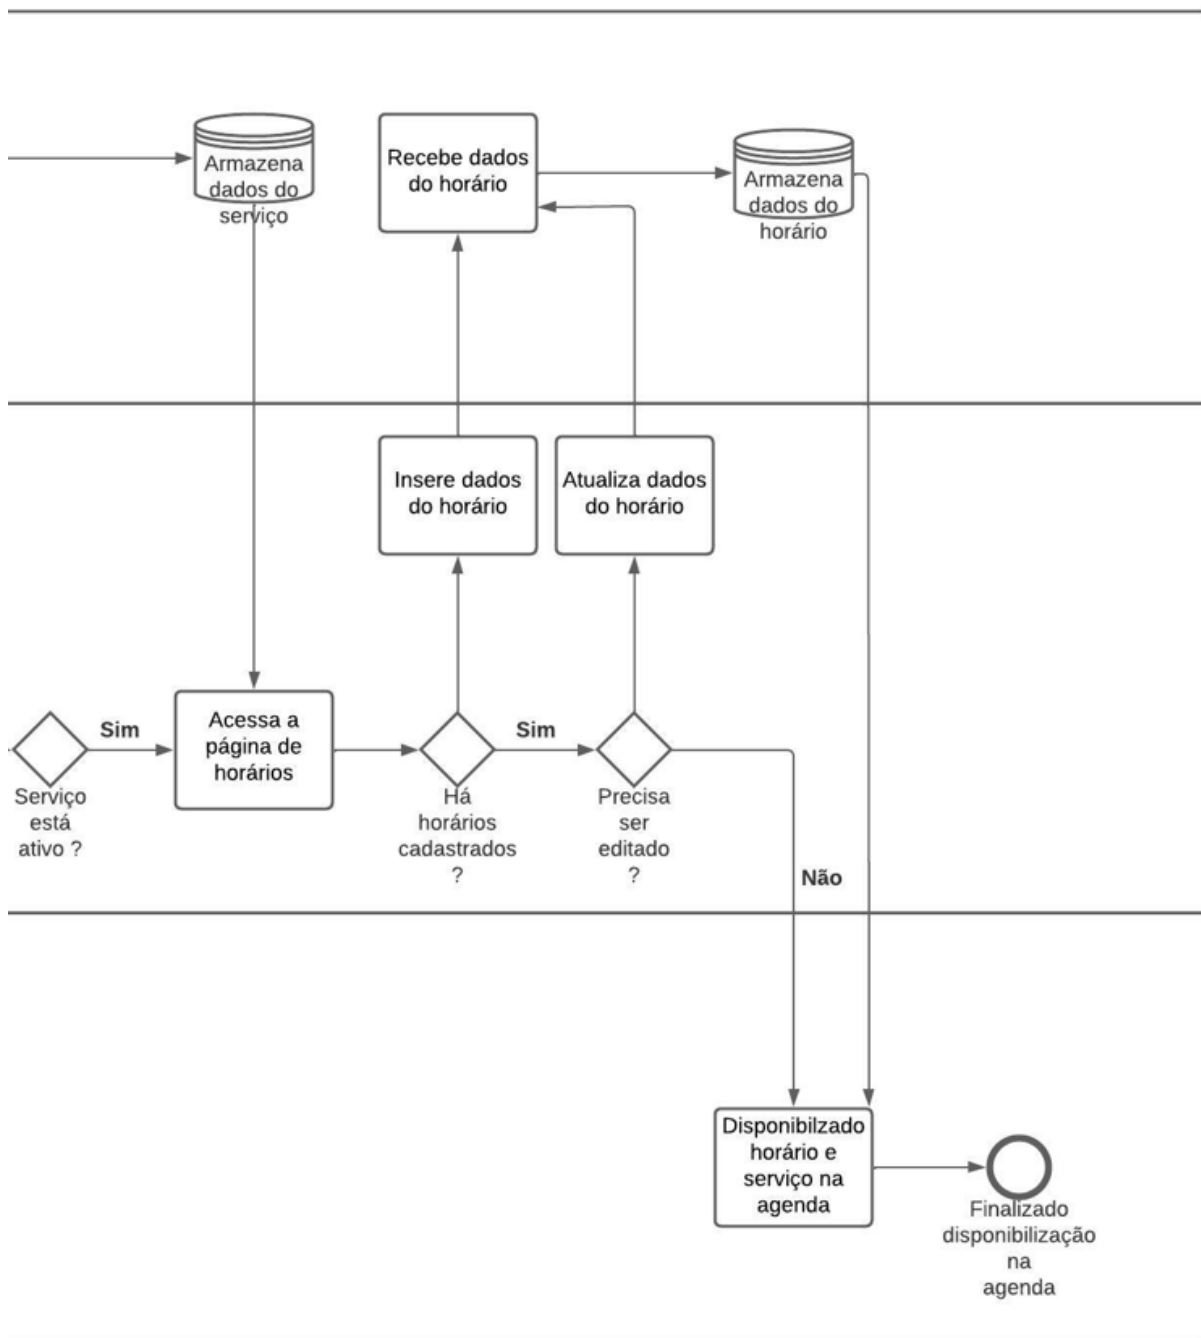 Armazena
dados do
serviço
Recebe dados
do horário
Armazena
dados do
horário
Insere dados
do horário
Atualiza dados
do horário
Serviço
está
ativo ?
Sim
Acessa a
página de
horários
Há
horários
cadastrados
?
Sim
Precisa
ser
editado
?
Não
Disponibilzado
horário e
serviço na
agenda
Finalizado
disponibilização
na
agenda